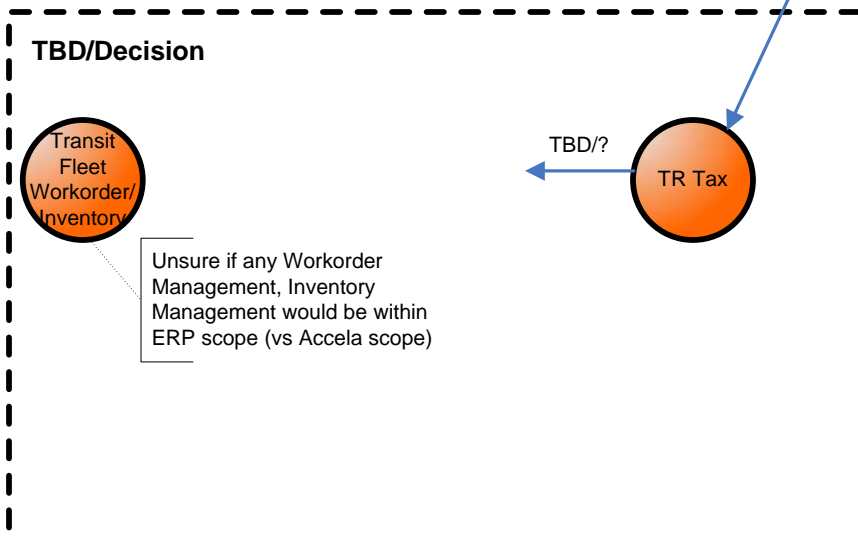 TBD/Decision
Transit
Fleet
Workorder/
Inventory
TBD/?
TR Tax
Unsure if any Workorder
Management, Inventory
Management would be within
ERP scope (vs Accela scope)